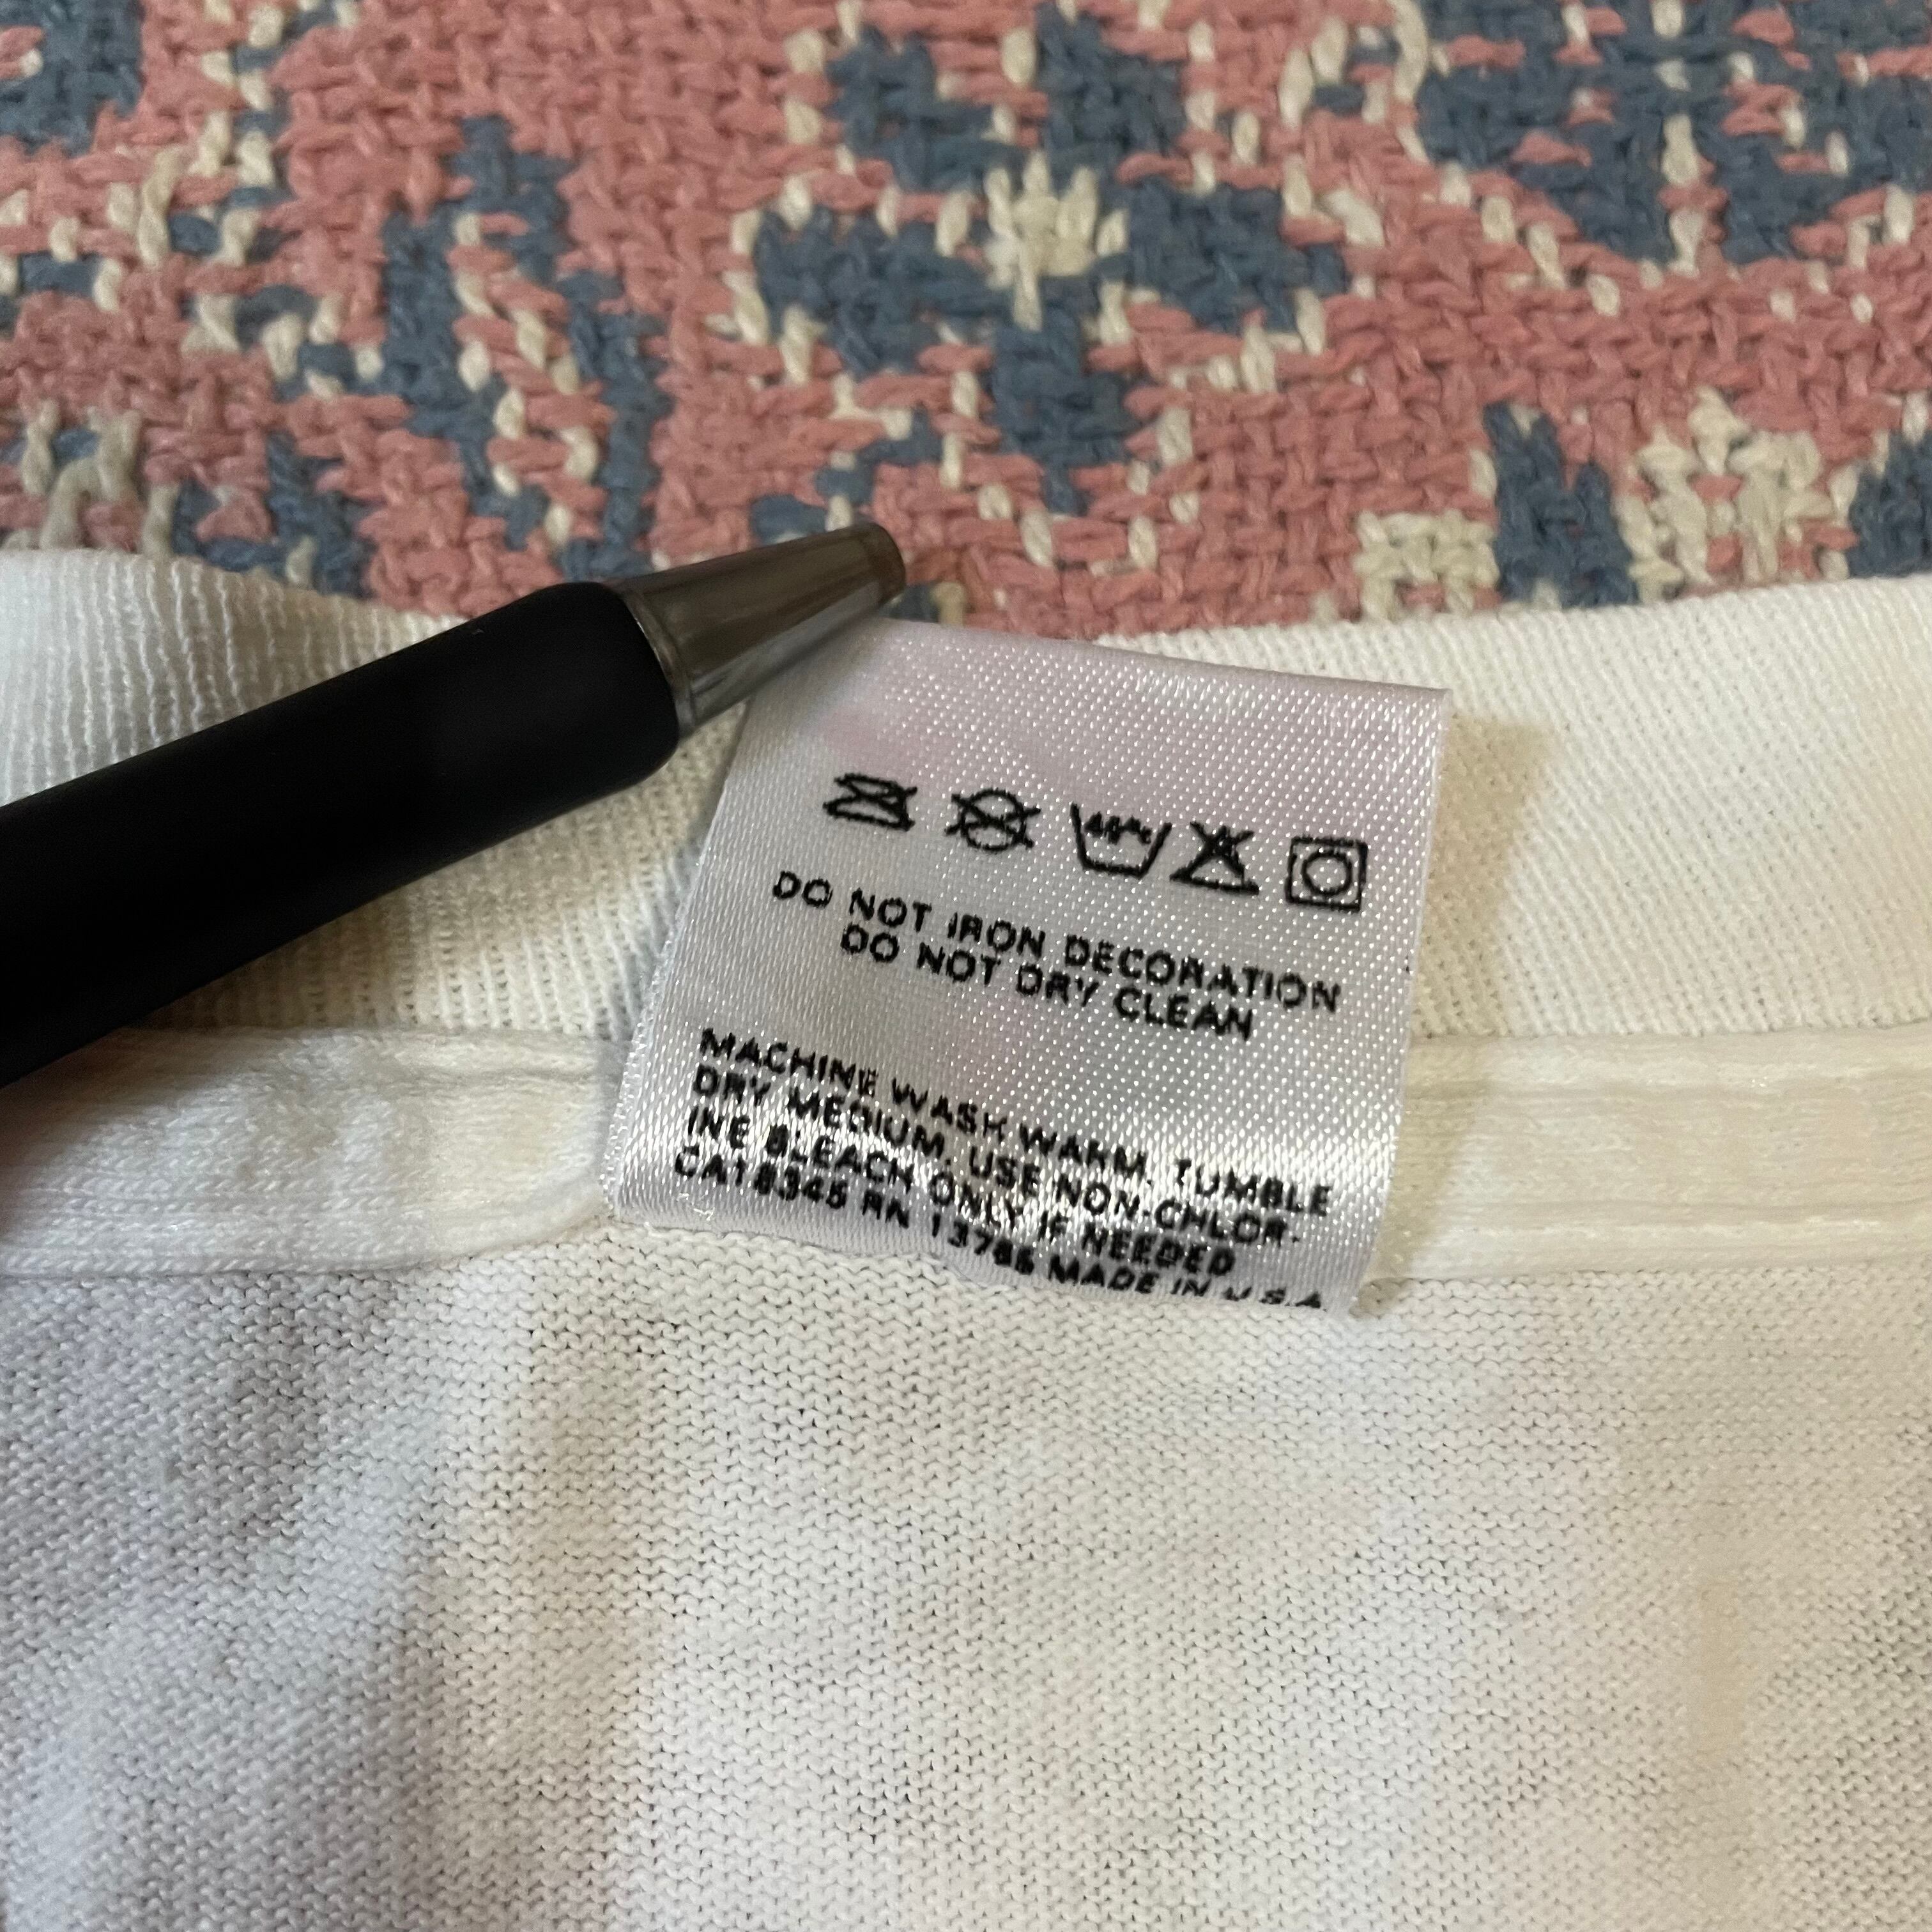 40°C
DO NOT IRON DECORATION
DO NOT DRY CLEAN
MACHINE WASH WARM, TUMBLE
DRY MEDIUM, USE NON-CHLOR-
INE BLEACH ONLY IF NEEDED
CA18345 RN 13765 MADE IN U.S.A